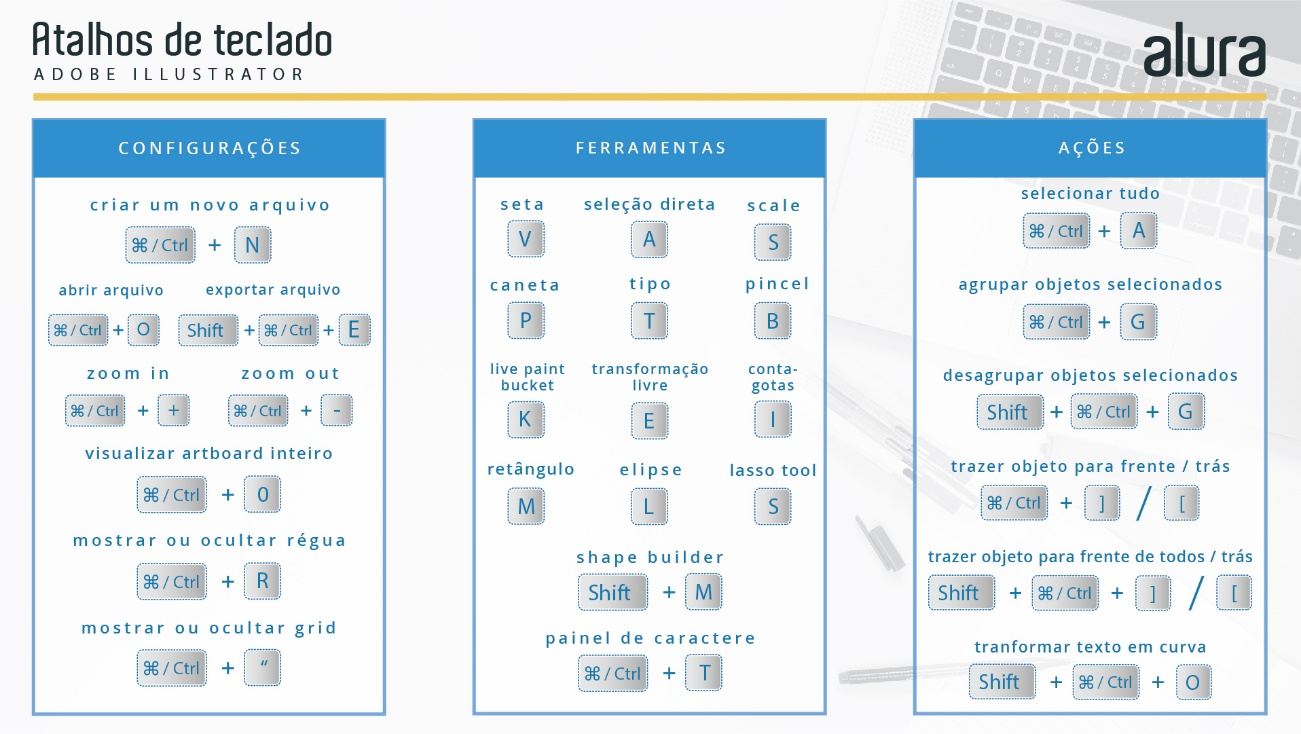 Atalhos de teclado
ADOBE ILLUSTRATOR
alura
CONFIGURAÇÕES
criar um novo arquivo
⌘/Ctrl + N
abrir arquivo exportar arquivo
⌘/Ctrl + O Shift + ⌘/Ctrl + E
zoom in zoom out
⌘/Ctrl + + ⌘/Ctrl + -
visualizar artboard inteiro
⌘/Ctrl + 0
mostrar ou ocultar régua
⌘/Ctrl + R
mostrar ou ocultar grid
⌘/Ctrl + “
FERRAMENTAS
seta seleção direta scale
V A S
caneta tipo pincel
P T B
live paint transformação conta-
bucket livre gotas
K E I
retângulo elipse lasso tool
M L S
shape builder
Shift + M
painel de caractere
⌘/Ctrl + T
AÇÕES
selecionar tudo
⌘/Ctrl + A
agrupar objetos selecionados
⌘/Ctrl + G
desagrupar objetos selecionados
Shift + ⌘/Ctrl + G
trazer objeto para frente / trás
⌘/Ctrl + ] / [
trazer objeto para frente de todos / trás
Shift + ⌘/Ctrl + ] / [
tranformar texto em curva
Shift + ⌘/Ctrl + O